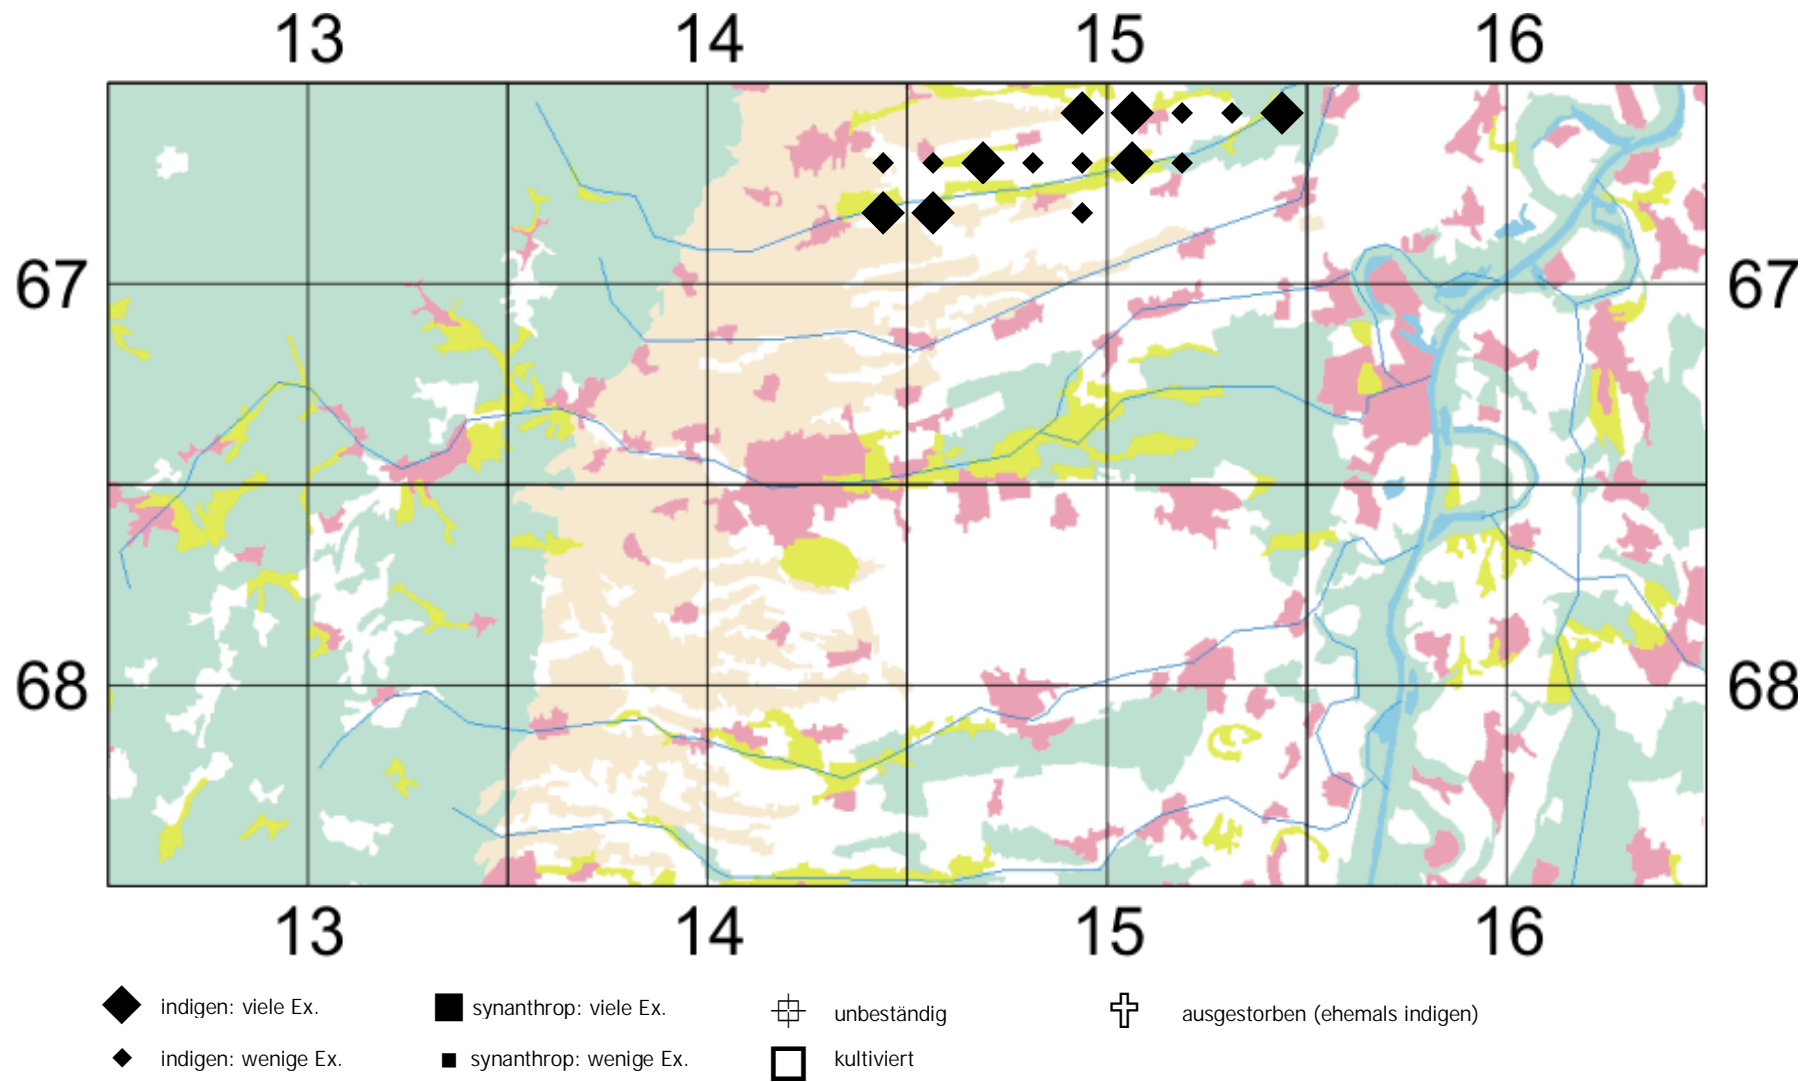 13 14 15 16
67 67
68 68
13 14 15 16
indigen: viele Ex. synanthrop: viele Ex. unbeständig ausgestorben (ehemals indigen)
indigen: wenige Ex. synanthrop: wenige Ex. kultiviert